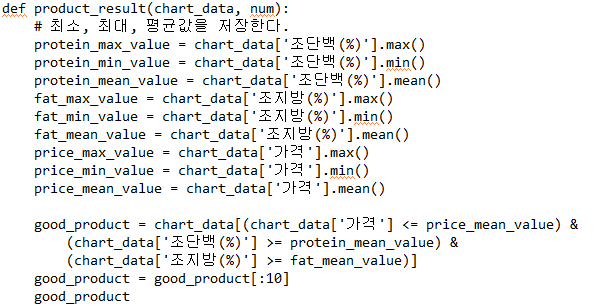 def product_result(chart_data, num):
    # 최소, 최대, 평균값을 저장한다.
    protein_max_value = chart_data['조단백(%)'].max()
    protein_min_value = chart_data['조단백(%)'].min()
    protein_mean_value = chart_data['조단백(%)'].mean()
    fat_max_value = chart_data['조지방(%)'].max()
    fat_min_value = chart_data['조지방(%)'].min()
    fat_mean_value = chart_data['조지방(%)'].mean()
    price_max_value = chart_data['가격'].max()
    price_min_value = chart_data['가격'].min()
    price_mean_value = chart_data['가격'].mean()

    good_product = chart_data[(chart_data['가격'] <= price_mean_value) &
        (chart_data['조단백(%)'] >= protein_mean_value) &
        (chart_data['조지방(%)'] >= fat_mean_value)]
    good_product = good_product[:10]
    good_product